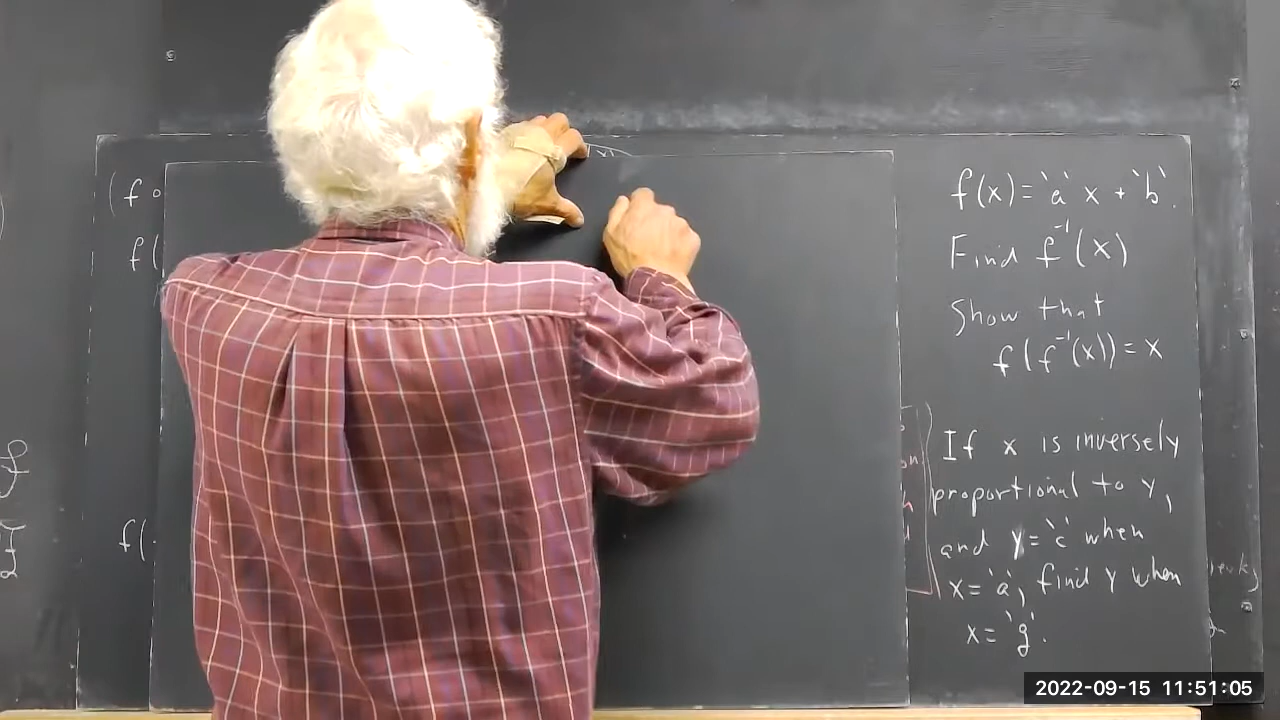 (f o
f(
f(
f(x) = 'a' x + 'b'.
Find f⁻¹(x)
Show that
f(f⁻¹(x)) = x
If x is inversely
proportional to y,
and y = 'c' when
x = 'a', find y when
x = 'g'.
2022-09-15 11:51:05